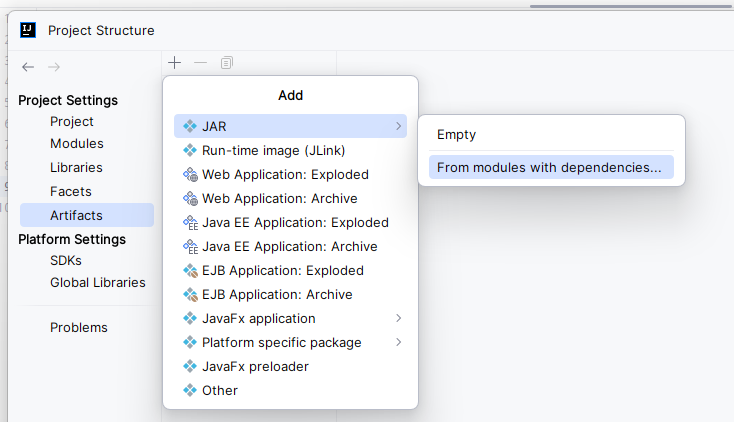 IJ
Project Structure
Project Settings
Project
Modules
Libraries
Facets
Artifacts
Platform Settings
SDKs
Global Libraries
Problems
Add
JAR
Run-time image (JLink)
Web Application: Exploded
Web Application: Archive
Java EE Application: Exploded
Java EE Application: Archive
EJB Application: Exploded
EJB Application: Archive
JavaFx application
Platform specific package
JavaFx preloader
Other
Empty
From modules with dependencies...